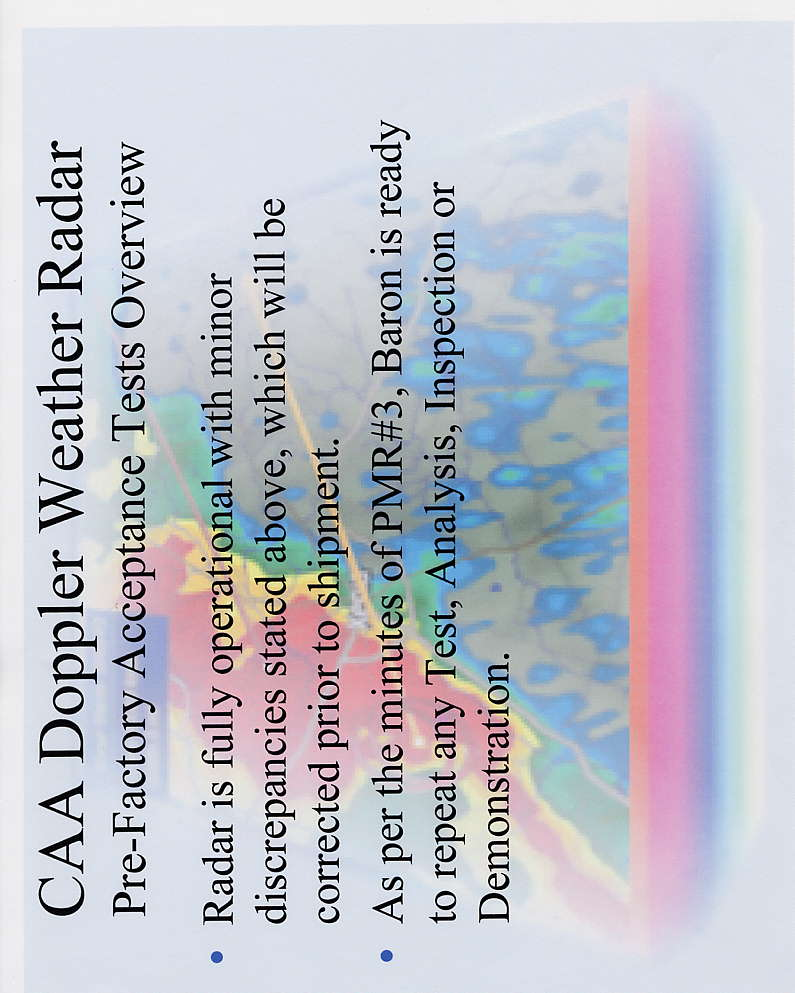 CAA Doppler Weather Radar
Pre-Factory Acceptance Tests Overview
• Radar is fully operational with minor
discrepancies stated above, which will be
corrected prior to shipment.
• As per the minutes of PMR#3, Baron is ready
to repeat any Test, Analysis, Inspection or
Demonstration.